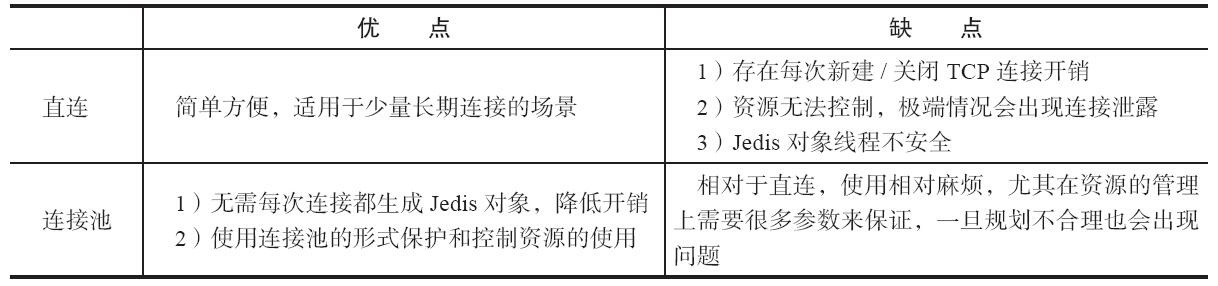 优 点 缺 点
直连
简单方便，适用于少量长期连接的场景
1）存在每次新建 / 关闭 TCP 连接开销
2）资源无法控制，极端情况会出现连接泄露
3）Jedis 对象线程不安全
连接池
1）无需每次连接都生成 Jedis 对象，降低开销
2）使用连接池的形式保护和控制资源的使用
相对于直连，使用相对麻烦，尤其在资源的管理
上需要很多参数来保证，一旦规划不合理也会出现
问题